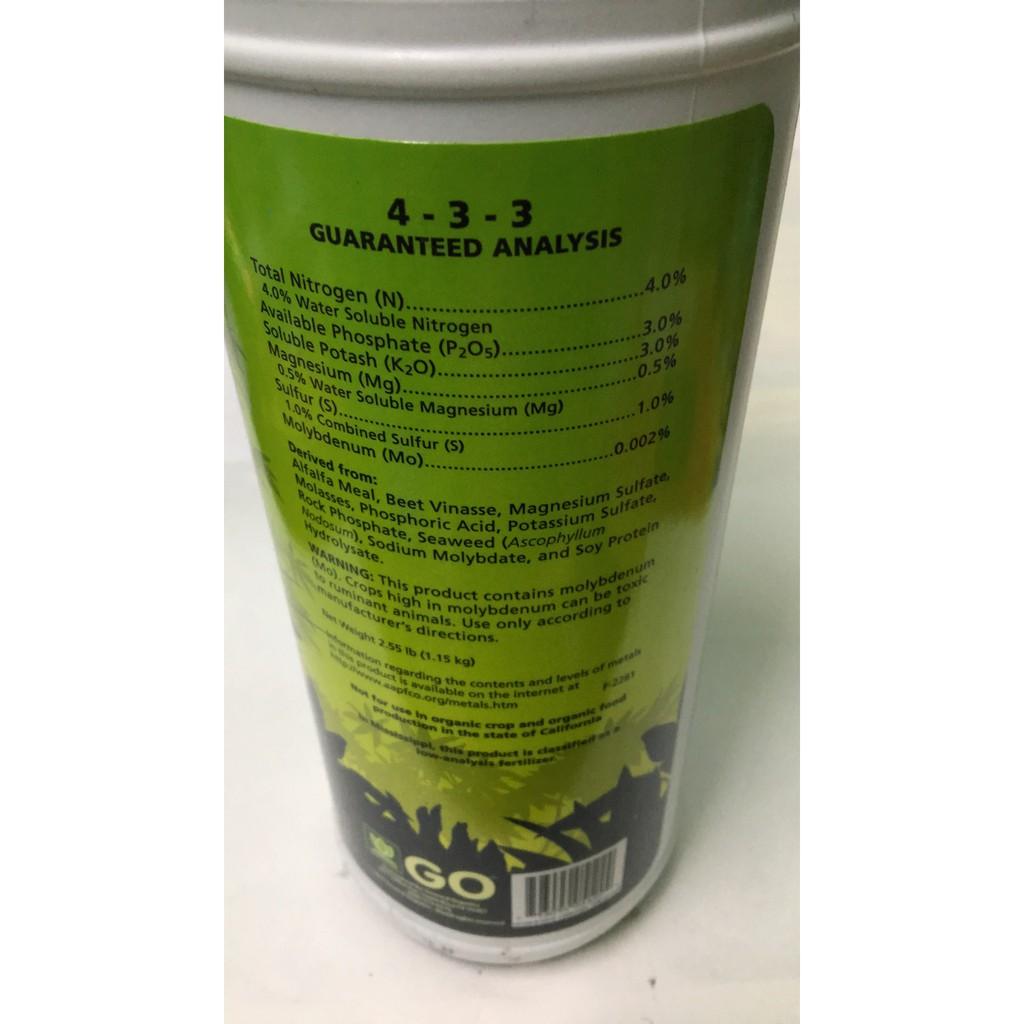 4 - 3 - 3
GUARANTEED ANALYSIS
Total Nitrogen (N)..............................4.0%
4.0% Water Soluble Nitrogen
Available Phosphate (P₂O₅)..................3.0%
Soluble Potash (K₂O)..........................3.0%
Magnesium (Mg)..............................0.5%
0.5% Water Soluble Magnesium (Mg)
Sulfur (S)......................................1.0%
1.0% Combined Sulfur (S)
Molybdenum (Mo)........................0.002%
Derived from:
Alfalfa Meal, Beet Vinasse, Magnesium Sulfate,
Molasses, Phosphoric Acid, Potassium Sulfate,
Rock Phosphate, Seaweed (Ascophyllum
Nodosum), Sodium Molybdate, and Soy Protein
Hydrolysate.
WARNING: This product contains molybdenum
(Mo). Crops high in molybdenum can be toxic
to ruminant animals. Use only according to
manufacturer's directions.
Net Weight 2.55 lb (1.15 kg)
Information regarding the contents and levels of metals
in this product is available on the internet at F-2281
http://www.aapfco.org/metals.htm
Not for use in organic crop and organic food
production in the state of California
In Mississippi, this product is classified as a
low-analysis fertilizer.
GO